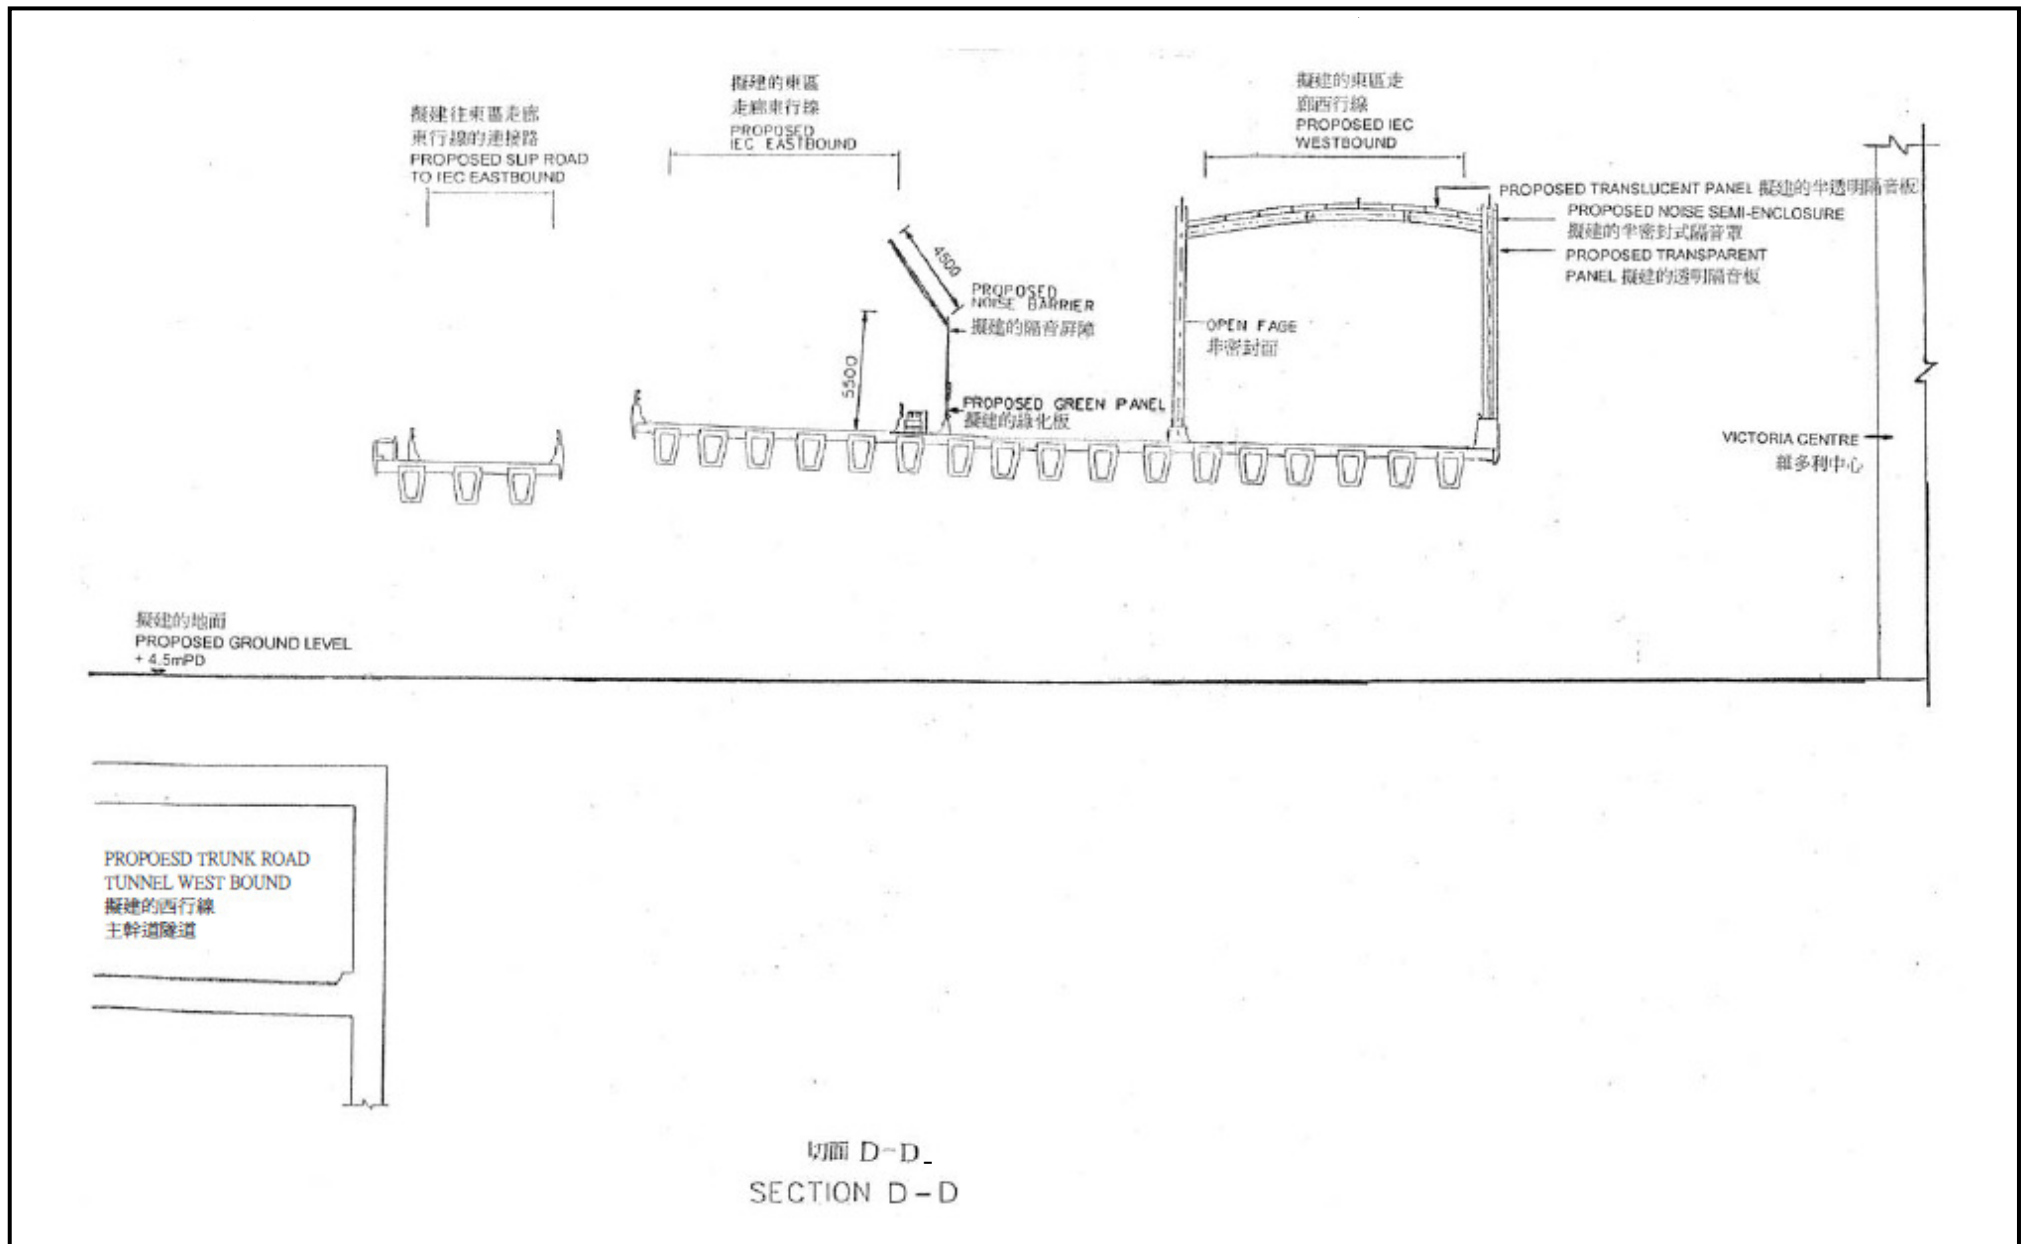 擬建往東區走廊
東行線的連接路
PROPOSED SLIP ROAD
TO IEC EASTBOUND
擬建的東區
走廊東行線
PROPOSED
IEC EASTBOUND
擬建的東區走
廊西行線
PROPOSED IEC
WESTBOUND
PROPOSED TRANSLUCENT PANEL 擬建的半透明隔音板
PROPOSED NOISE SEMI-ENCLOSURE
擬建的半密封式隔音罩
PROPOSED TRANSPARENT
PANEL 擬建的透明隔音板
4500
PROPOSED
NOISE BARRIER
擬建的隔音屏障
5500
OPEN FAGE
非密封面
PROPOSED GREEN PANEL
擬建的綠化板
VICTORIA CENTRE
維多利中心
擬建的地面
PROPOSED GROUND LEVEL
+ 4.5mPD
PROPOESD TRUNK ROAD
TUNNEL WEST BOUND
擬建的西行線
主幹道隧道
切面 D-D
SECTION D-D